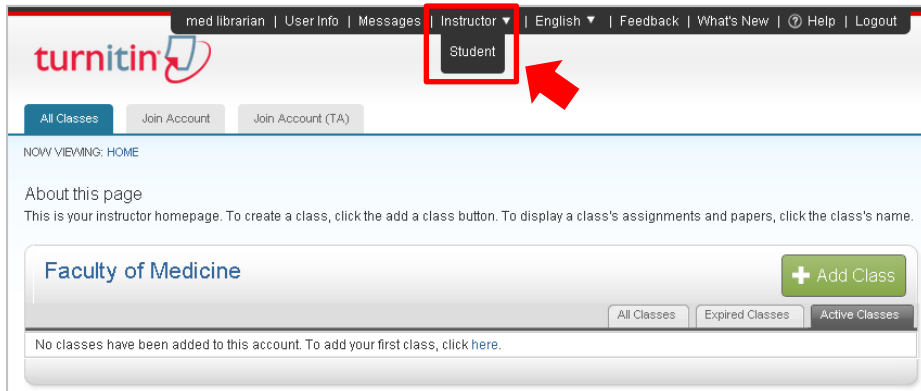 med librarian | User Info | Messages | Instructor ▼ | English ▼ | Feedback | What's New | ? Help | Logout
Student
turnitin
All Classes Join Account Join Account (TA)
NOW VIEWING: HOME
About this page
This is your instructor homepage. To create a class, click the add a class button. To display a class's assignments and papers, click the class's name.
Faculty of Medicine
+ Add Class
All Classes Expired Classes Active Classes
No classes have been added to this account. To add your first class, click here.